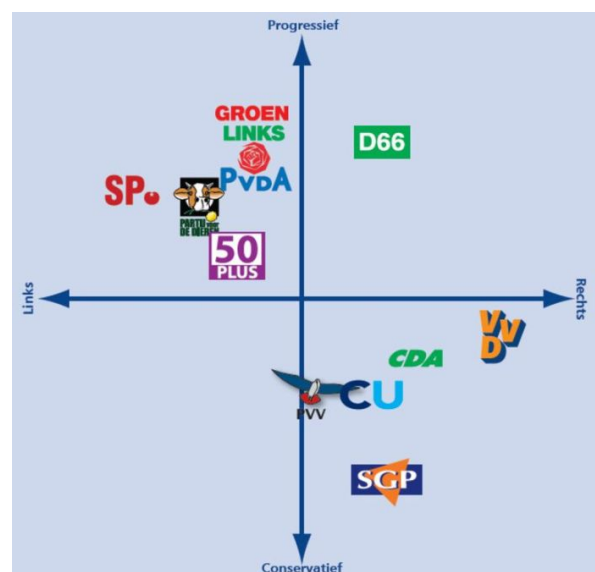 Progressief
GROEN
LINKS
D66
PVDA
SP
PARTIJ VOOR
DE DIEREN
50
PLUS
Links
Rechts
VVD
CDA
CU
PVV
SGP
Conservatief